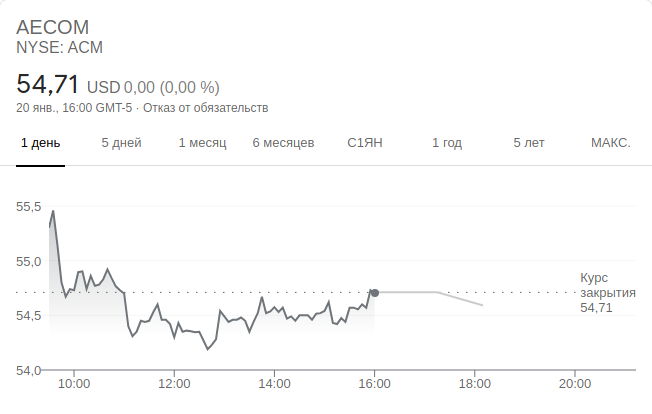 AECOM
NYSE: ACM
54,71 USD 0,00 (0,00 %)
20 янв., 16:00 GMT-5 · Отказ от обязательств
1 день 5 дней 1 месяц 6 месяцев С1ЯН 1 год 5 лет МАКС.
55,5
55,0
54,5
54,0
Курс
закрытия
54,71
10:00 12:00 14:00 16:00 18:00 20:00